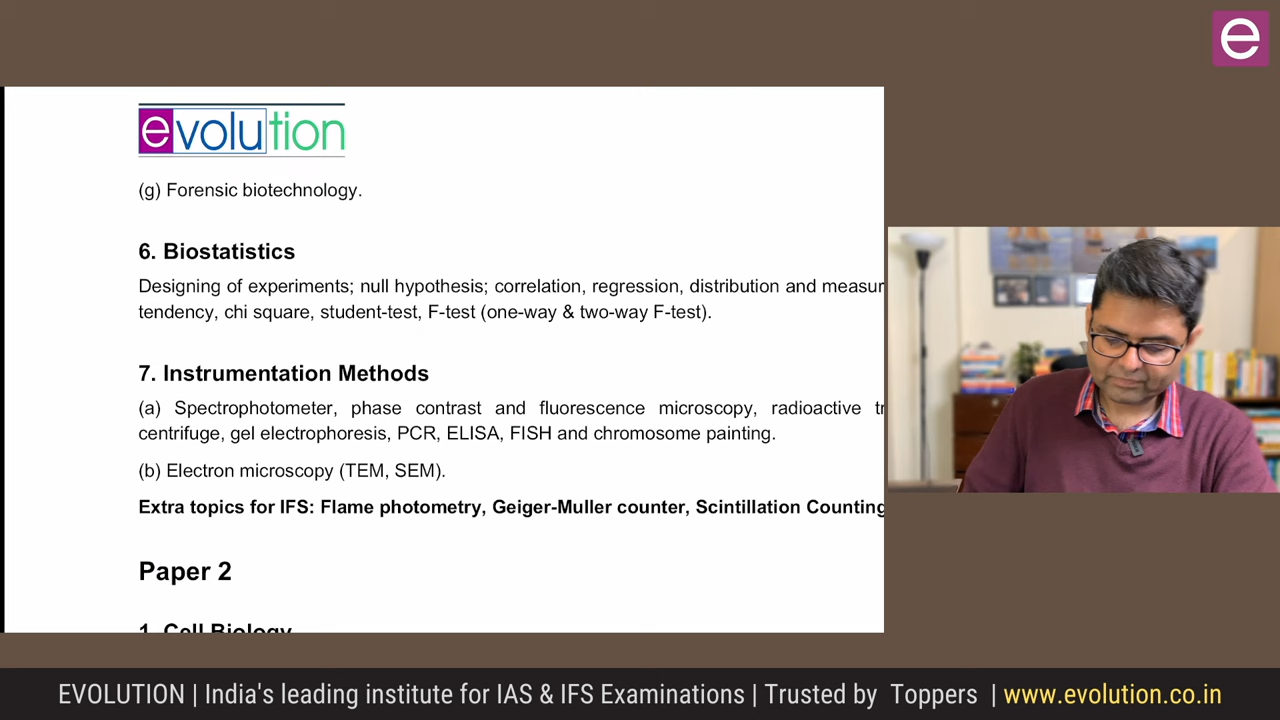 e
evolution
(g) Forensic biotechnology.
6. Biostatistics
Designing of experiments; null hypothesis; correlation, regression, distribution and
tendency, chi square, student-test, F-test (one-way & two-way F-test).
7. Instrumentation Methods
(a) Spectrophotometer, phase contrast and fluorescence microscopy, radioactive
centrifuge, gel electrophoresis, PCR, ELISA, FISH and chromosome painting.
(b) Electron microscopy (TEM, SEM).
Extra topics for IFS: Flame photometry, Geiger-Muller counter, Scintillation Counting
Paper 2
1. Cell Biology
EVOLUTION | India's leading institute for IAS & IFS Examinations | Trusted by Toppers | www.evolution.co.in